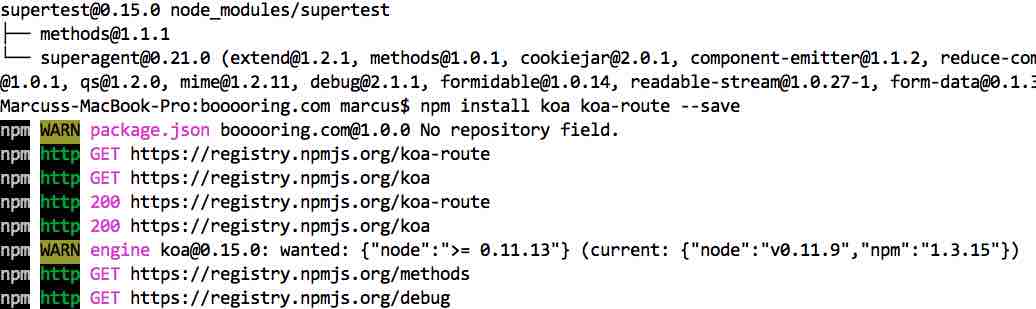 supertest@0.15.0 node_modules/supertest
├── methods@1.1.1
└── superagent@0.21.0 (extend@1.2.1, methods@1.0.1, cookiejar@2.0.1, component-emitter@1.1.2, reduce-com
@1.0.1, qs@1.2.0, mime@1.2.11, debug@2.1.1, formidable@1.0.14, readable-stream@1.0.27-1, form-data@0.1.3
Marcuss-MacBook-Pro:booooring.com marcus$ npm install koa koa-route --save
npm WARN package.json booooring.com@1.0.0 No repository field.
npm http GET https://registry.npmjs.org/koa-route
npm http GET https://registry.npmjs.org/koa
npm http 200 https://registry.npmjs.org/koa-route
npm http 200 https://registry.npmjs.org/koa
npm WARN engine koa@0.15.0: wanted: {"node":">= 0.11.13"} (current: {"node":"v0.11.9","npm":"1.3.15"})
npm http GET https://registry.npmjs.org/methods
npm http GET https://registry.npmjs.org/debug